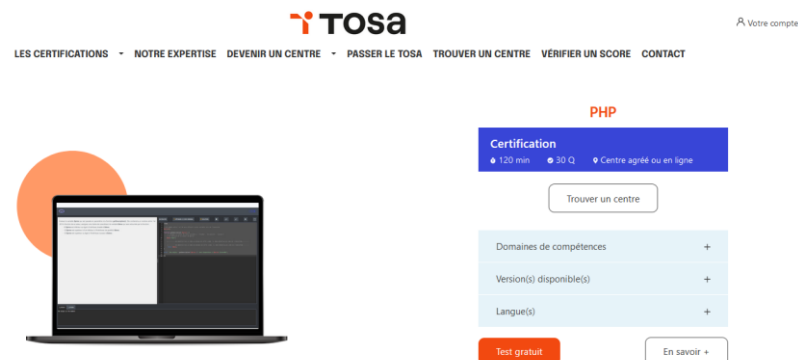 TOSA
Votre compte
LES CERTIFICATIONS NOTRE EXPERTISE DEVENIR UN CENTRE PASSER LE TOSA TROUVER UN CENTRE VÉRIFIER UN SCORE CONTACT
PHP
Certification
120 min 30 Q Centre agréé ou en ligne
Trouver un centre
Domaines de compétences +
Version(s) disponible(s) +
Langue(s) +
Test gratuit En savoir +